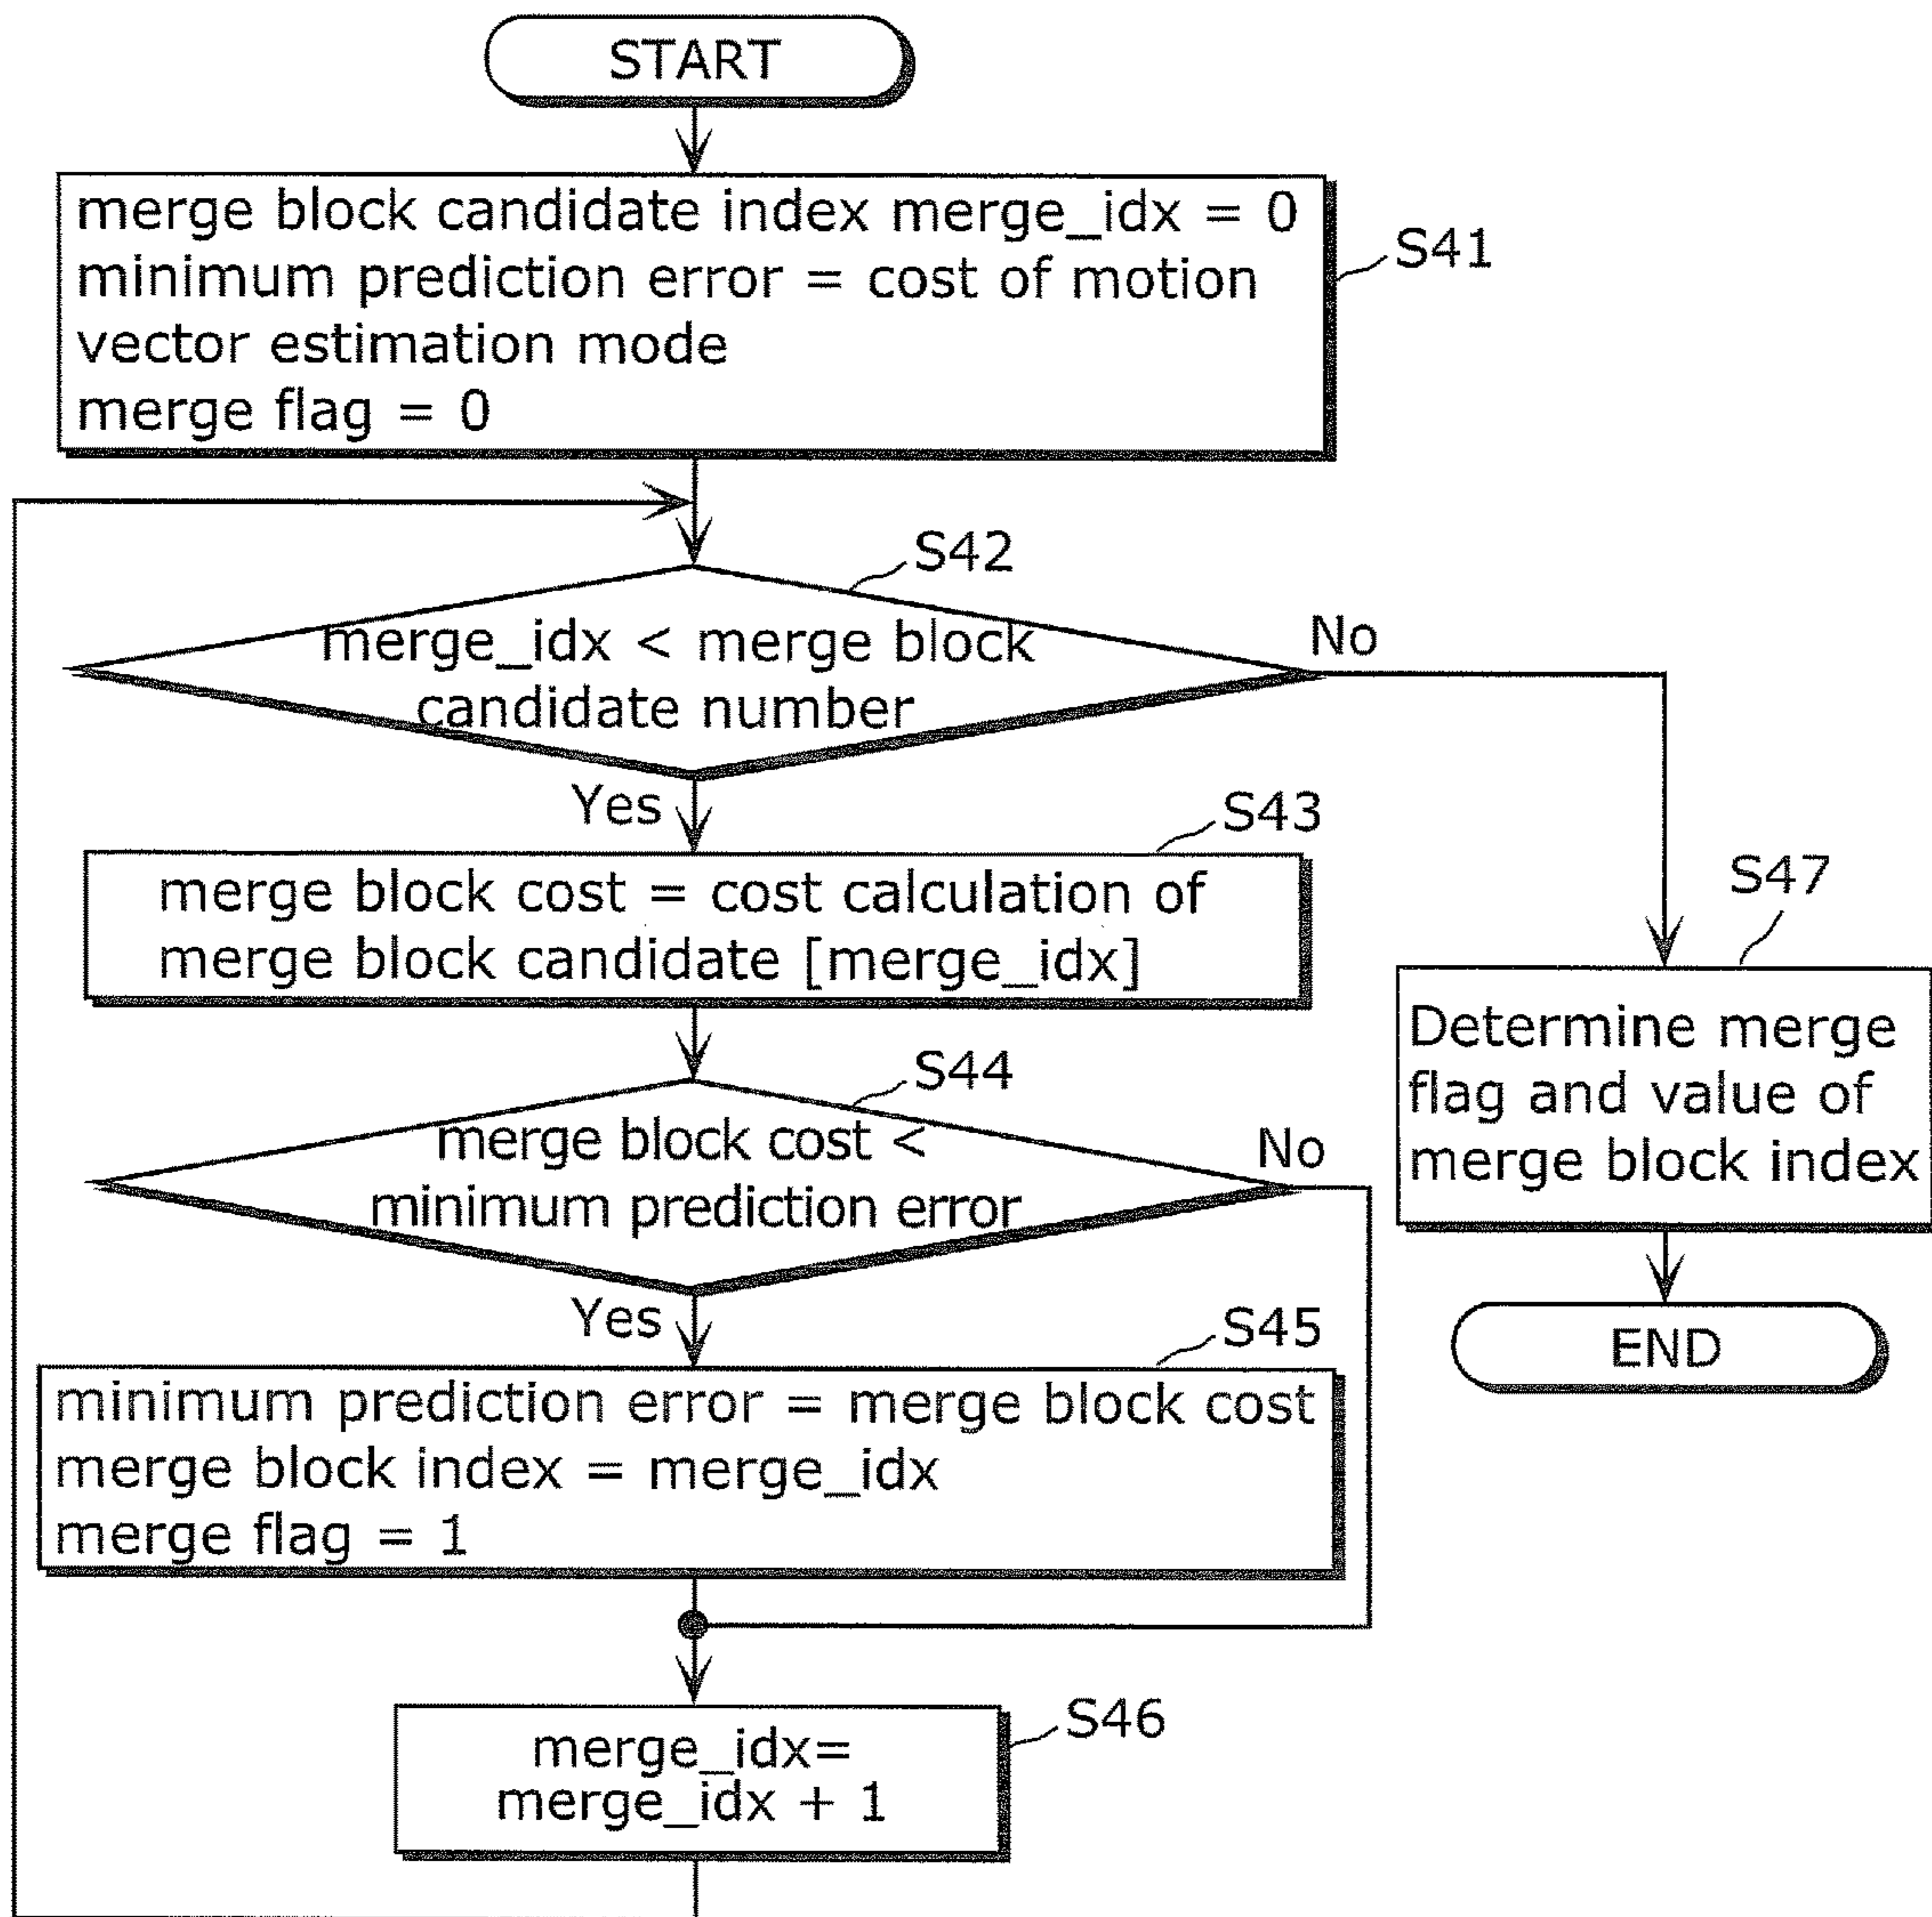 START
merge block candidate index merge_idx = 0
minimum prediction error = cost of motion
vector estimation mode
merge flag = 0
S41
S42
merge_idx < merge block
candidate number
No
Yes
S43
merge block cost = cost calculation of
merge block candidate [merge_idx]
S44
merge block cost <
minimum prediction error
No
Yes
S45
minimum prediction error = merge block cost
merge block index = merge_idx
merge flag = 1
S46
merge_idx=
merge_idx + 1
S47
Determine merge
flag and value of
merge block index
END